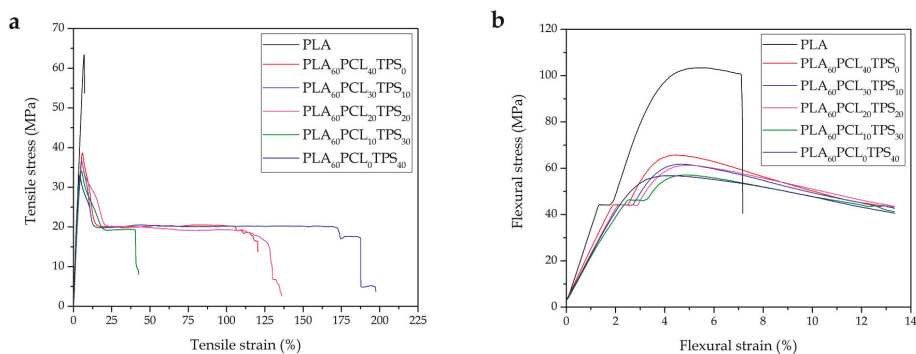 a
70
60
50
40
30
20
10
0
0 25 50 75 100 125 150 175 200 225
Tensile stress (MPa)
Tensile strain (%)
PLA
PLA₆₀PCL₄₀TPS₀
PLA₆₀PCL₃₀TPS₁₀
PLA₆₀PCL₂₀TPS₂₀
PLA₆₀PCL₁₀TPS₃₀
PLA₆₀PCL₀TPS₄₀
b
120
100
80
60
40
20
0
0 2 4 6 8 10 12 14
Flexural stress (MPa)
Flexural strain (%)
PLA
PLA₆₀PCL₄₀TPS₀
PLA₆₀PCL₃₀TPS₁₀
PLA₆₀PCL₂₀TPS₂₀
PLA₆₀PCL₁₀TPS₃₀
PLA₆₀PCL₀TPS₄₀